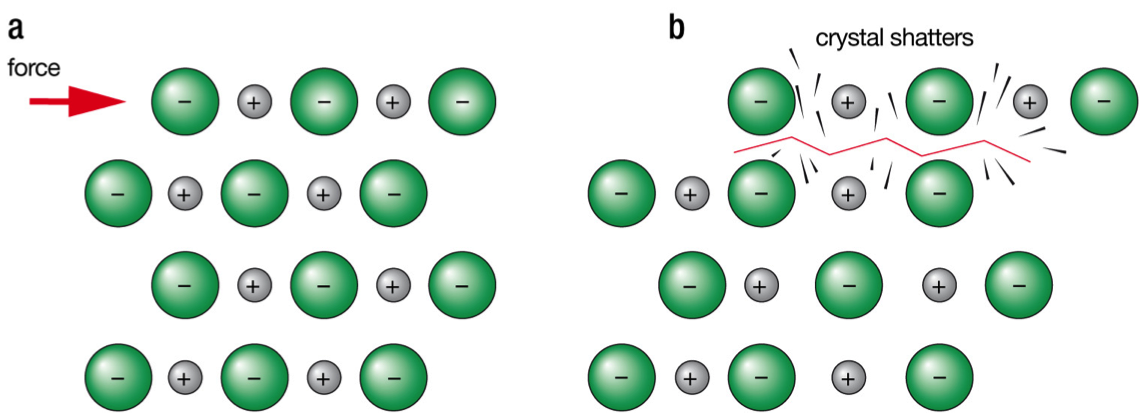 a
force
b
crystal shatters
− + − + −
− + − + −
− + − + −
− + − + −
− + − + −
− + − + −
− + − + −
− + − + −